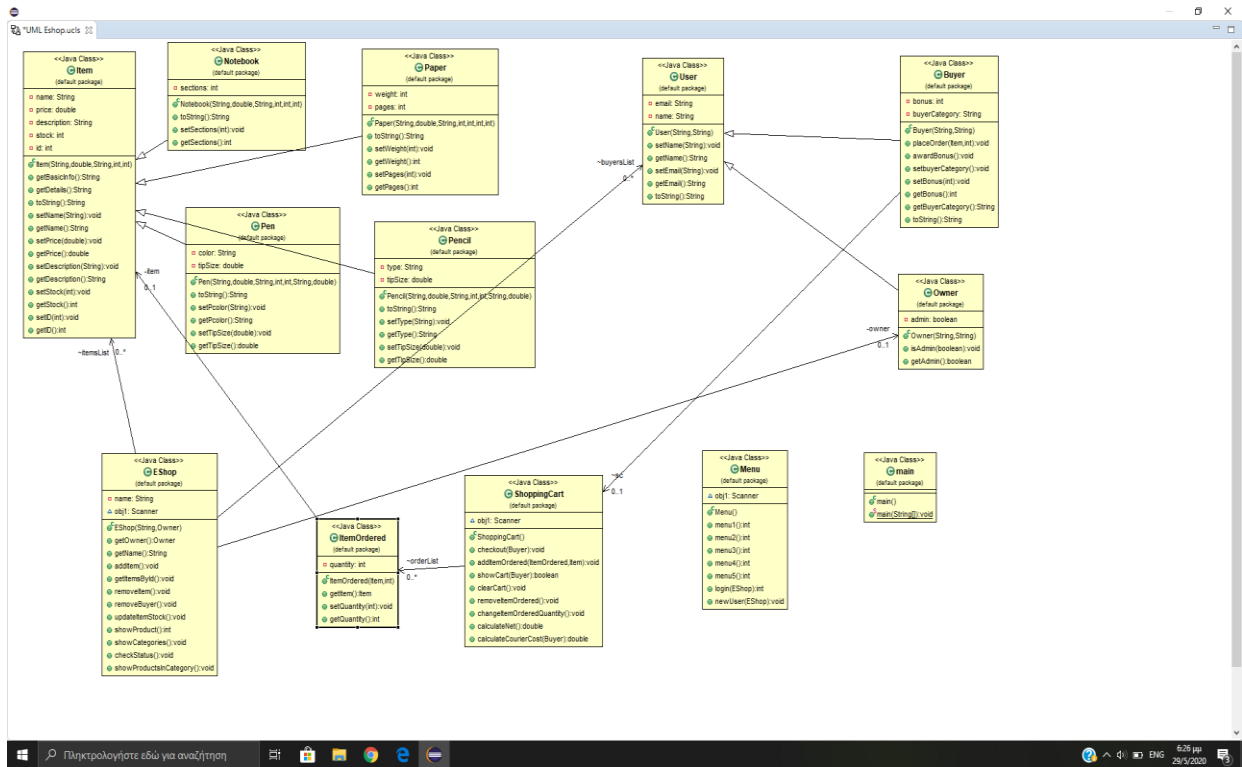 *UML Eshop.ucls
<<Java Class>>
Item
(default package)
name: String
price: double
description: String
stock: int
id: int
Item(String,double,String,int,int)
getBasicInfo():String
getDetails():String
toString():String
setName(String):void
getName():String
setPrice(double):void
getPrice():double
setDescription(String):void
getDescription():String
setStock(int):void
getStock():int
setID(int):void
getID():int
<<Java Class>>
Notebook
(default package)
sections: int
Notebook(String,double,String,int,int,int)
toString():String
setSections(int):void
getSections():int
<<Java Class>>
Paper
(default package)
weight: int
pages: int
Paper(String,double,String,int,int,int,int)
toString():String
setWeight(int):void
getWeight():int
setPages(int):void
getPages():int
<<Java Class>>
User
(default package)
email: String
name: String
User(String,String)
setName(String):void
getName():String
setEmail(String):void
getEmail():String
toString():String
<<Java Class>>
Buyer
(default package)
bonus: int
buyerCategory: String
Buyer(String,String)
placeOrder(Item,int):void
awardBonus():void
setbuyerCategory():void
setBonus(int):void
getBonus():int
getBuyerCategory():String
toString():String
~buyersList
0..*
<<Java Class>>
Pen
(default package)
color: String
tipSize: double
Pen(String,double,String,int,int,String,double)
toString():String
setPcolor(String):void
getPcolor():String
setTipSize(double):void
getTipSize():double
<<Java Class>>
Pencil
(default package)
type: String
tipSize: double
Pencil(String,double,String,int,int,String,double)
toString():String
setType(String):void
getType():String
setTipSize(double):void
getTipSize():double
-item
0..1
<<Java Class>>
Owner
(default package)
admin: boolean
Owner(String,String)
isAdmin(boolean):void
getAdmin():boolean
-owner
0..1
~itemsList
0..*
<<Java Class>>
EShop
(default package)
name: String
obj1: Scanner
EShop(String,Owner)
getOwner():Owner
getName():String
addItem():void
getItemsById():void
removeItem():void
removeBuyer():void
updateItemStock():void
showProduct():int
showCategories():void
checkStatus():void
showProductsInCategory():void
<<Java Class>>
ItemOrdered
(default package)
quantity: int
ItemOrdered(Item,int)
getItem():Item
setQuantity(int):void
getQuantity():int
~orderList
0..*
<<Java Class>>
ShoppingCart
(default package)
obj1: Scanner
ShoppingCart()
checkout(Buyer):void
addItemOrdered(ItemOrdered,Item):void
showCart(Buyer):boolean
clearCart():void
removeItemOrdered():void
changeItemOrderedQuantity():void
calculateNet():double
calculateCourierCost(Buyer):double
~sc
0..1
<<Java Class>>
Menu
(default package)
obj1: Scanner
Menu()
menu1():int
menu2():int
menu3():int
menu4():int
menu5():int
login(EShop):int
newUser(EShop):void
<<Java Class>>
main
(default package)
main()
main(String[]):void
Πληκτρολογήστε εδώ για αναζήτηση
ENG
6:26 μμ
29/5/2020
3